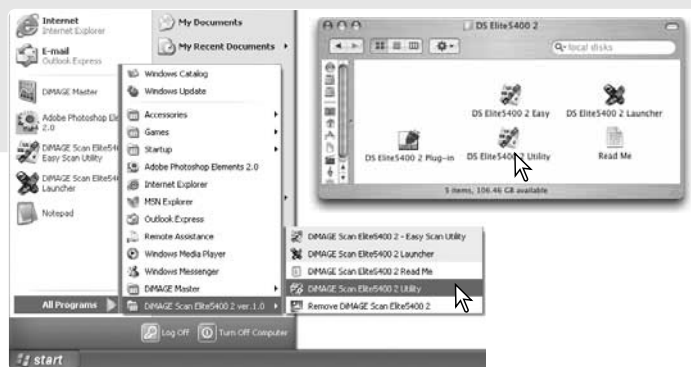 Internet
Internet Explorer
E-mail
Outlook Express
DiMAGE Master
Adobe Photoshop Ele
2.0
DiMAGE Scan Elite54
Easy Scan Utility
DiMAGE Scan Elite54
Launcher
Notepad
All Programs
My Documents
My Recent Documents
Windows Catalog
Windows Update
Accessories
Games
Startup
Adobe Photoshop Elements 2.0
Internet Explorer
MSN Explorer
Outlook Express
Remote Assistance
Windows Media Player
Windows Messenger
DiMAGE Master
DiMAGE Scan Elite5400 2 ver.1.0
DiMAGE Scan Elite5400 2 - Easy Scan Utility
DiMAGE Scan Elite5400 2 Launcher
DiMAGE Scan Elite5400 2 Read Me
DiMAGE Scan Elite5400 2 Utility
Remove DiMAGE Scan Elite5400 2
Log Off
Turn Off Computer
start
DS Elite5400 2
local disks
DS Elite5400 2 Easy
DS Elite5400 2 Launcher
DS Elite5400 2 Plug-in
DS Elite5400 2 Utility
Read Me
5 items, 106.46 GB available